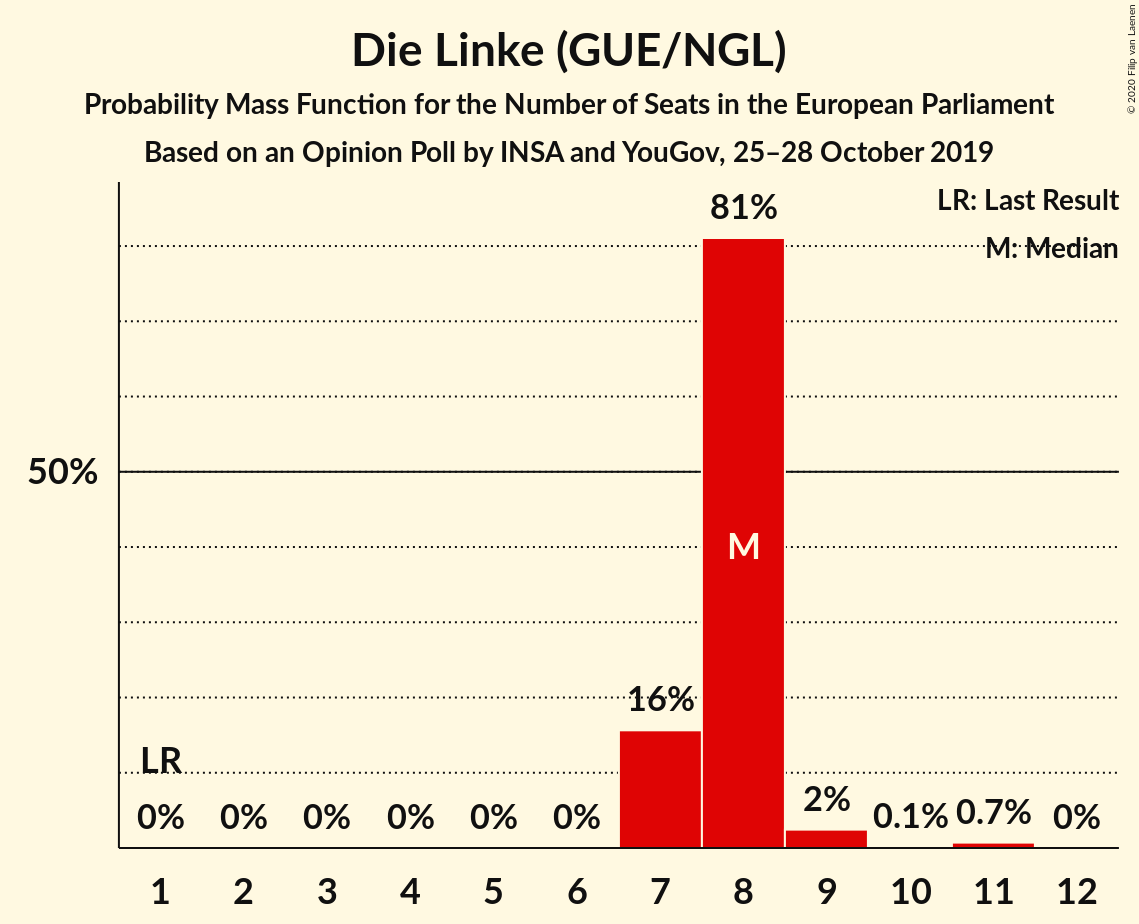 Die Linke (GUE/NGL)
Probability Mass Function for the Number of Seats in the European Parliament
Based on an Opinion Poll by INSA and YouGov, 25–28 October 2019
© 2020 Filip van Laenen
LR: Last Result
M: Median
81%
50%
M
16%
LR
0% 0% 0% 0% 0% 0% 2% 0.1% 0.7% 0%
1 2 3 4 5 6 7 8 9 10 11 12